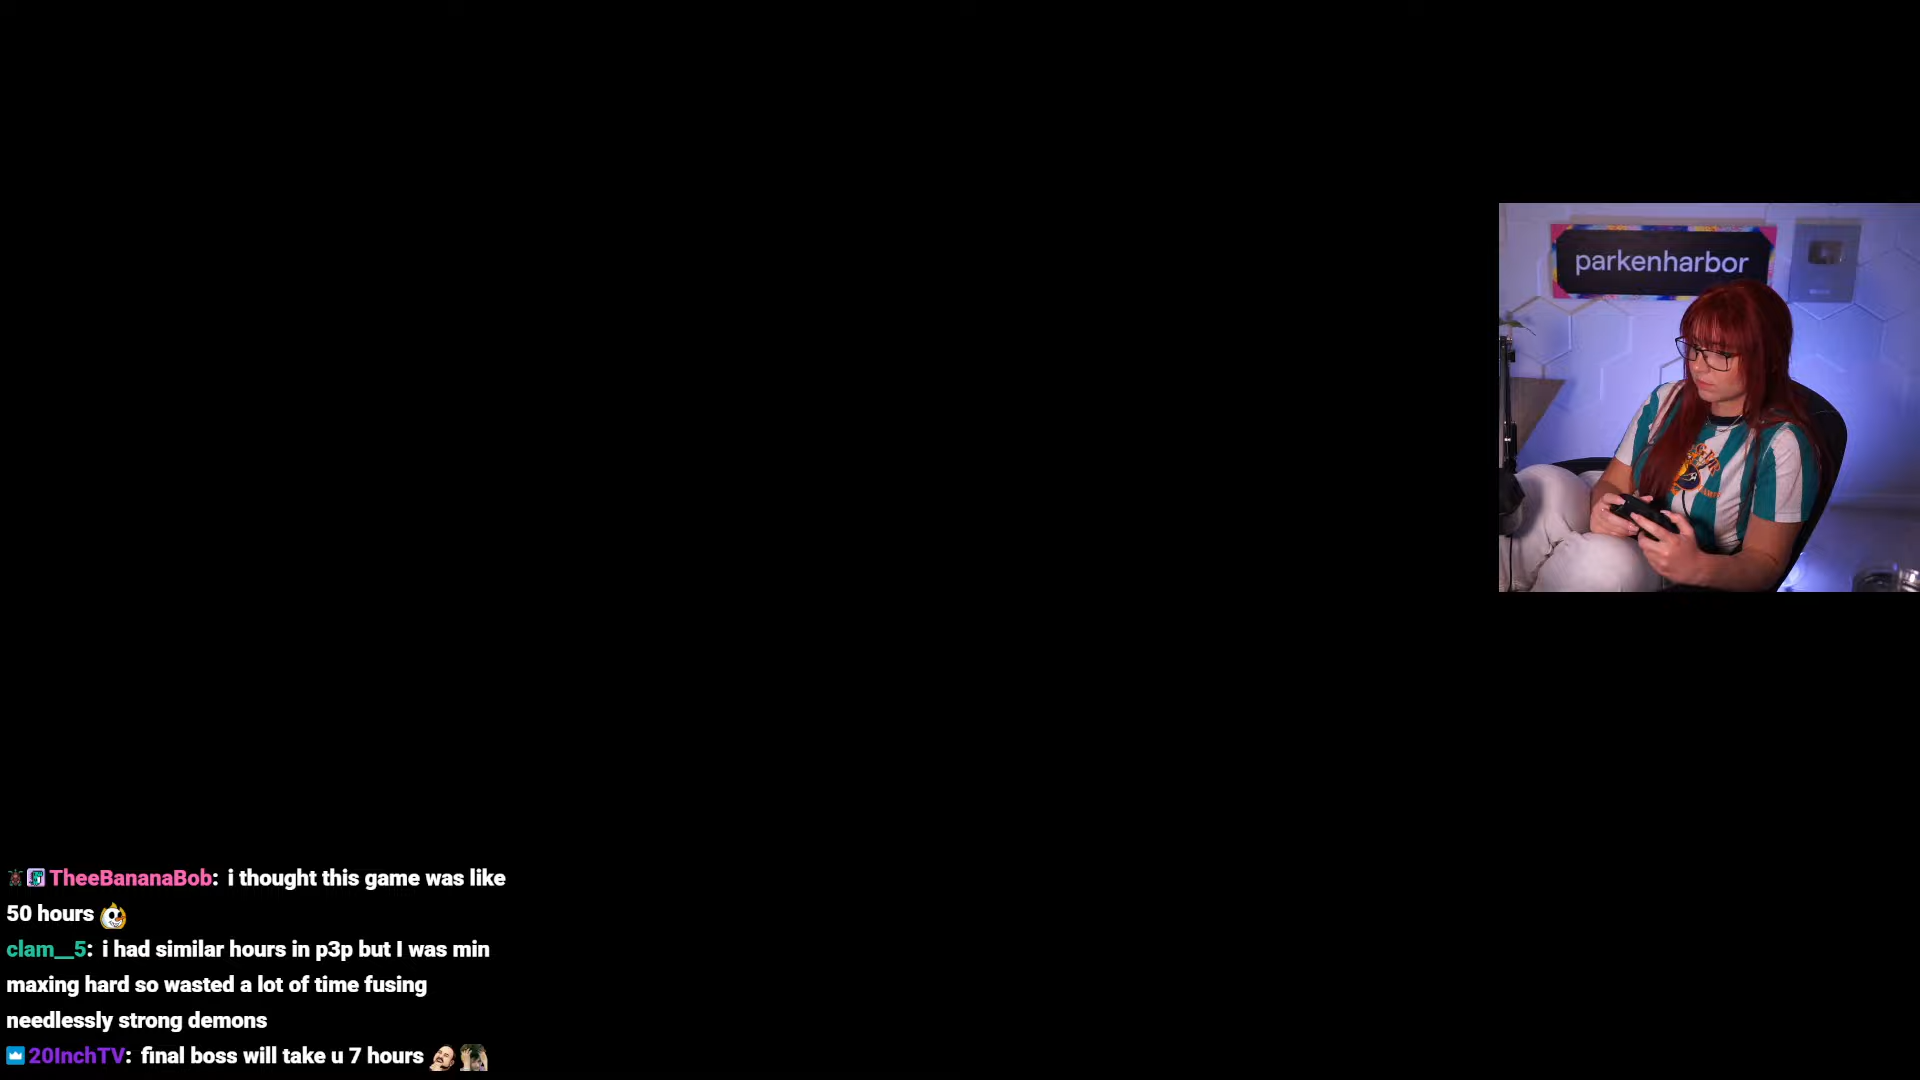 parkenharbor
TheeBananaBob: i thought this game was like
50 hours
clam__5: i had similar hours in p3p but I was min
maxing hard so wasted a lot of time fusing
needlessly strong demons
20InchTV: final boss will take u 7 hours